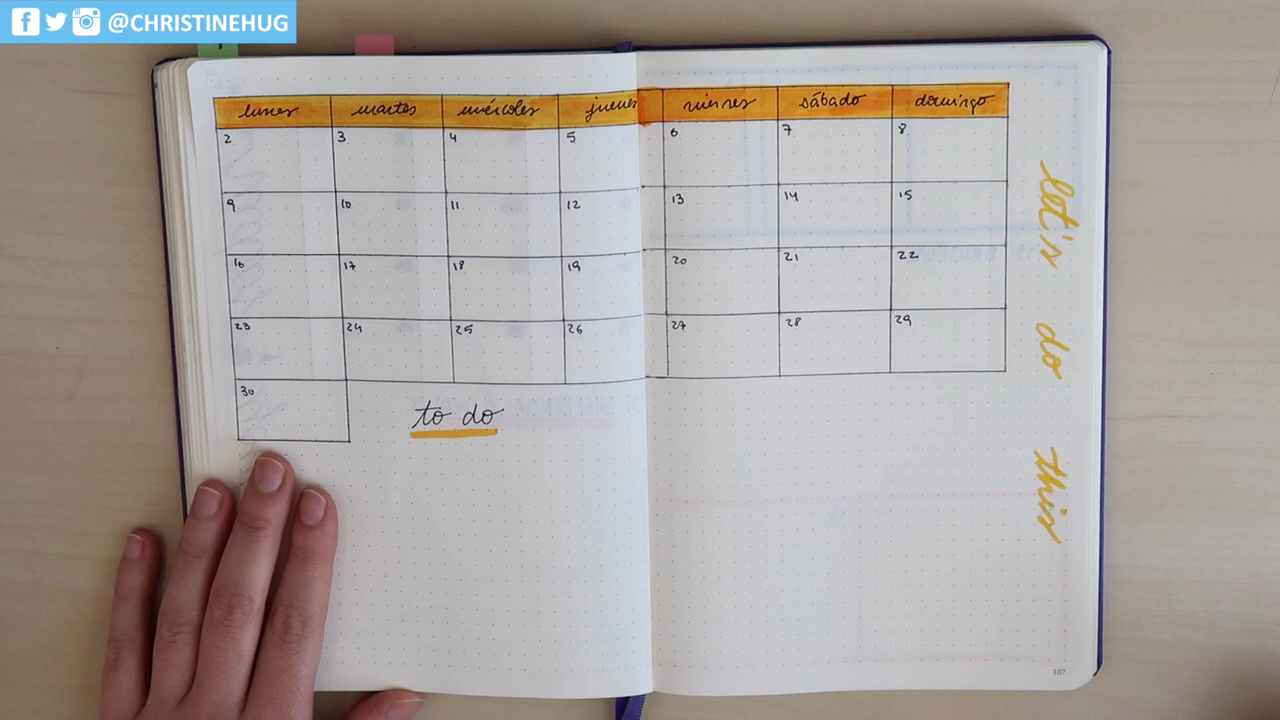 @CHRISTINEHUG
lunes martes miércoles jueves viernes sábado domingo
2 3 4 5 6 7 8
9 10 11 12 13 14 15
16 17 18 19 20 21 22
23 24 25 26 27 28 29
30
to do
let's do this
107